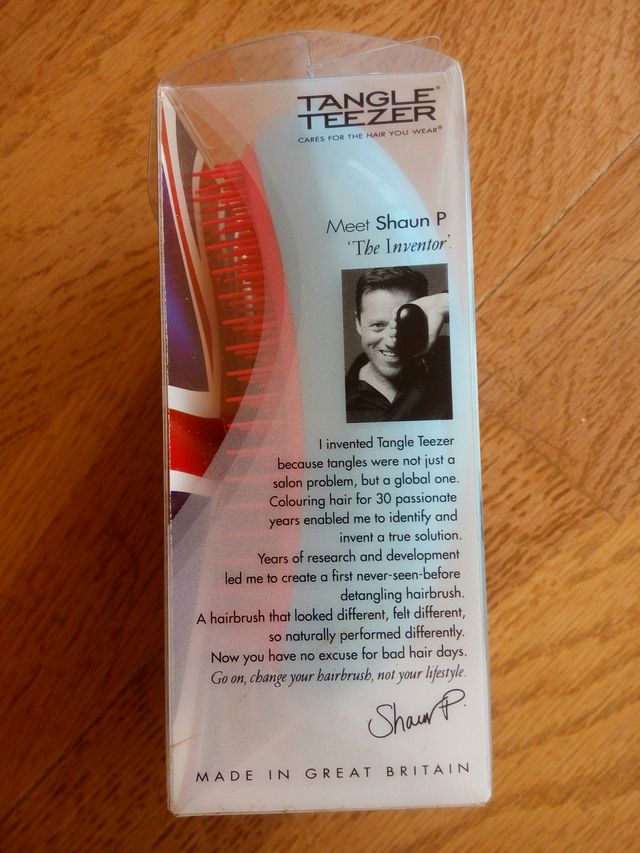 TANGLE®
TEEZER
CARES FOR THE HAIR YOU WEAR®
Meet Shaun P
‘The Inventor’.
I invented Tangle Teezer
because tangles were not just a
salon problem, but a global one.
Colouring hair for 30 passionate
years enabled me to identify and
invent a true solution.
Years of research and development
led me to create a first never-seen-before
detangling hairbrush.
A hairbrush that looked different, felt different,
so naturally performed differently.
Now you have no excuse for bad hair days.
Go on, change your hairbrush, not your lifestyle.
Shaun P.
MADE IN GREAT BRITAIN